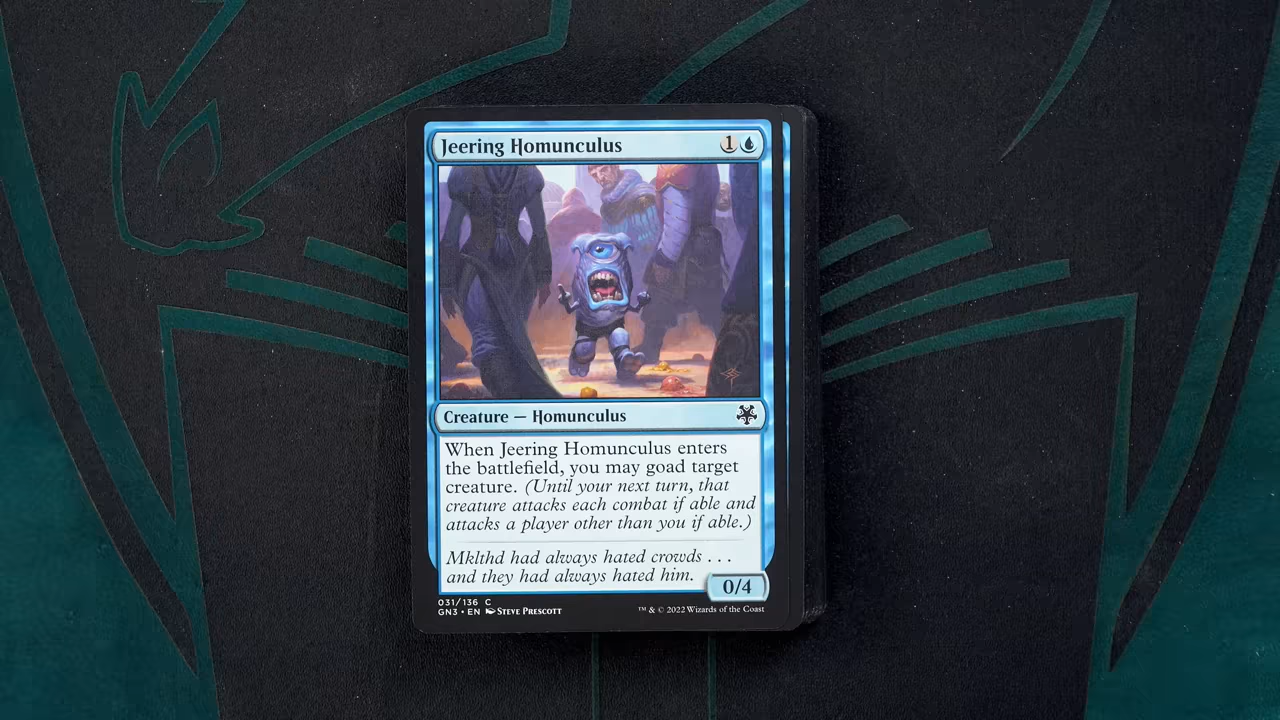 Jeering Homunculus 1
Creature — Homunculus
When Jeering Homunculus enters
the battlefield, you may goad target
creature. (Until your next turn, that
creature attacks each combat if able and
attacks a player other than you if able.)
Mklthd had always hated crowds . . .
and they had always hated him.
0/4
031/136 C
GN3 • EN Steve Prescott
™ & © 2022 Wizards of the Coast